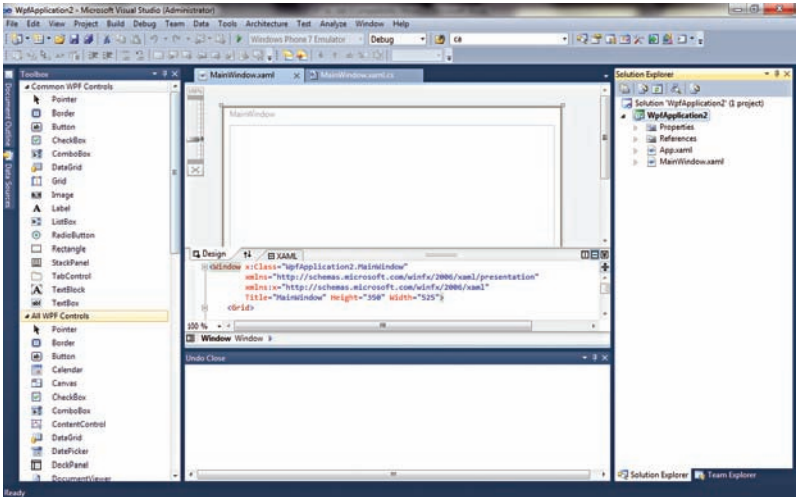 WpfApplication2 - Microsoft Visual Studio (Administrator)
File Edit View Project Build Debug Team Data Tools Architecture Test Analyze Window Help
Windows Phone 7 Emulator Debug ca
Document Outline
Data Sources
Toolbox
Common WPF Controls
Pointer
Border
Button
CheckBox
ComboBox
DataGrid
Grid
Image
Label
ListBox
RadioButton
Rectangle
StackPanel
TabControl
TextBlock
TextBox
All WPF Controls
Pointer
Border
Button
Calendar
Canvas
CheckBox
ComboBox
ContentControl
DataGrid
DatePicker
DockPanel
DocumentViewer
MainWindow.xaml x MainWindow.xaml.cs
MainWindow
Design XAML
<Window x:Class="WpfApplication2.MainWindow"
xmlns="http://schemas.microsoft.com/winfx/2006/xaml/presentation"
xmlns:x="http://schemas.microsoft.com/winfx/2006/xaml"
Title="MainWindow" Height="350" Width="525">
<Grid>
100 %
Window Window
Undo Close
Solution Explorer
Solution 'WpfApplication2' (1 project)
WpfApplication2
Properties
References
App.xaml
MainWindow.xaml
Solution Explorer Team Explorer
Ready